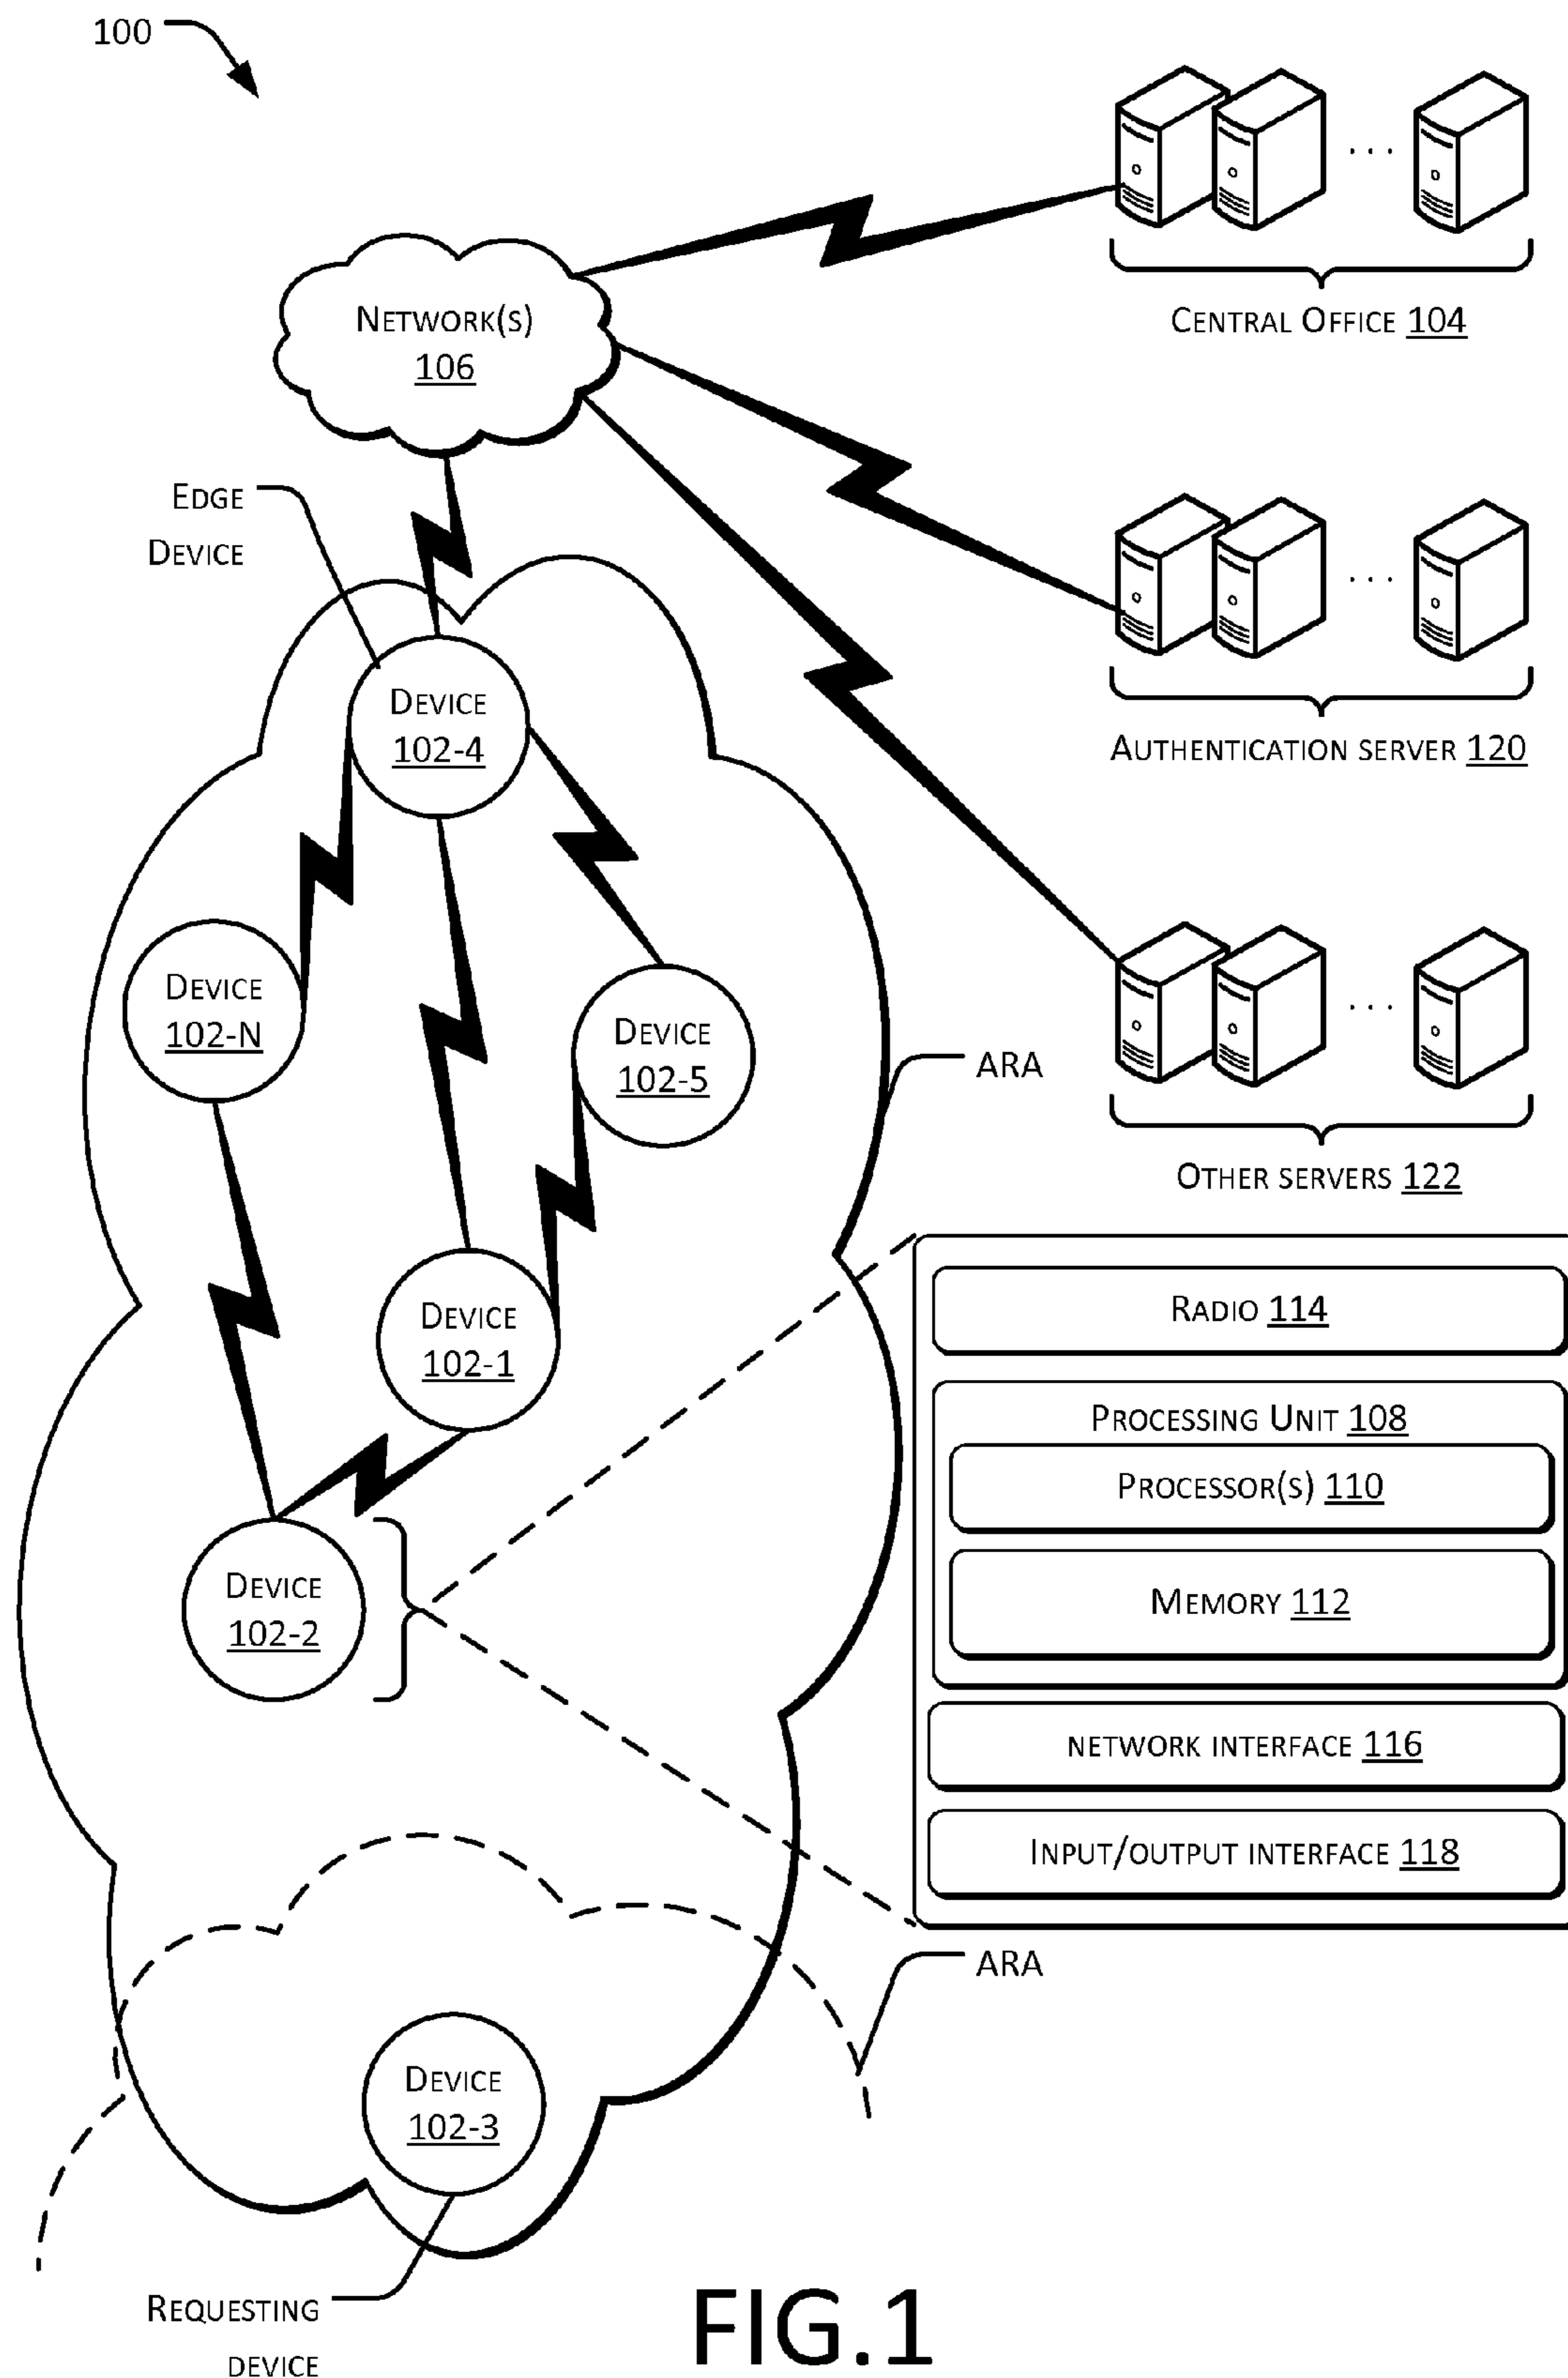 100
CENTRAL OFFICE 104
NETWORK(S)
106
EDGE
DEVICE
DEVICE
102-4
AUTHENTICATION SERVER 120
DEVICE
102-N
DEVICE
102-5
ARA
OTHER SERVERS 122
DEVICE
102-1
RADIO 114
PROCESSING UNIT 108
PROCESSOR(S) 110
MEMORY 112
DEVICE
102-2
NETWORK INTERFACE 116
INPUT/OUTPUT INTERFACE 118
ARA
DEVICE
102-3
REQUESTING
DEVICE
FIG.1